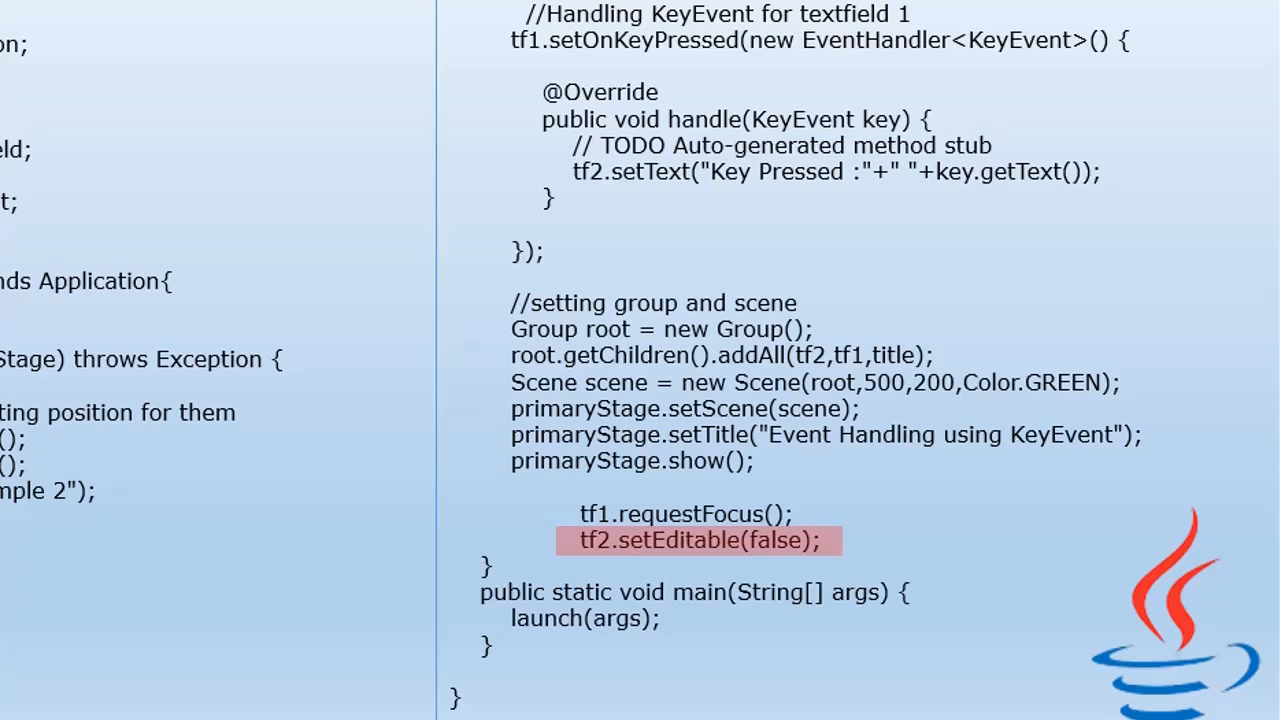 on;
eld;
t;
nds Application{
Stage) throws Exception {
ting position for them
();
();
mple 2");
//Handling KeyEvent for textfield 1
tf1.setOnKeyPressed(new EventHandler<KeyEvent>() {
@Override
public void handle(KeyEvent key) {
// TODO Auto-generated method stub
tf2.setText("Key Pressed :"+" "+key.getText());
}
});
//setting group and scene
Group root = new Group();
root.getChildren().addAll(tf2,tf1,title);
Scene scene = new Scene(root,500,200,Color.GREEN);
primaryStage.setScene(scene);
primaryStage.setTitle("Event Handling using KeyEvent");
primaryStage.show();
tf1.requestFocus();
tf2.setEditable(false);
}
public static void main(String[] args) {
launch(args);
}
}